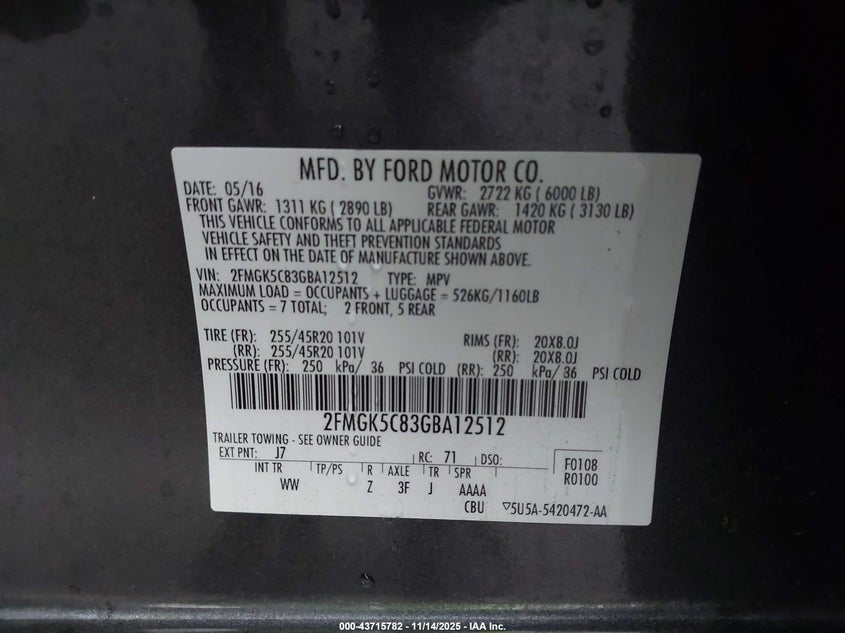 MFD. BY FORD MOTOR CO.
DATE: 05/16 GVWR: 2722 KG ( 6000 LB)
FRONT GAWR: 1311 KG ( 2890 LB) REAR GAWR: 1420 KG ( 3130 LB)
THIS VEHICLE CONFORMS TO ALL APPLICABLE FEDERAL MOTOR
VEHICLE SAFETY AND THEFT PREVENTION STANDARDS
IN EFFECT ON THE DATE OF MANUFACTURE SHOWN ABOVE.
VIN: 2FMGK5C83GBA12512 TYPE: MPV
MAXIMUM LOAD = OCCUPANTS + LUGGAGE = 526KG/1160LB
OCCUPANTS = 7 TOTAL; 2 FRONT, 5 REAR
TIRE (FR): 255/45R20 101V RIMS (FR): 20X8.0J
(RR): 255/45R20 101V (RR): 20X8.0J
PRESSURE (FR): 250 kPa/ 36 PSI COLD (RR): 250 kPa/ 36 PSI COLD
2FMGK5C83GBA12512
TRAILER TOWING - SEE OWNER GUIDE
EXT PNT: J7 RC: 71 DSO: F0108
INT TR TP/PS R AXLE TR SPR R0100
WW Z 3F J AAAA
CBU ▽5U5A-5420472-AA
000-43715782 - 11/14/2025 - IAA Inc.